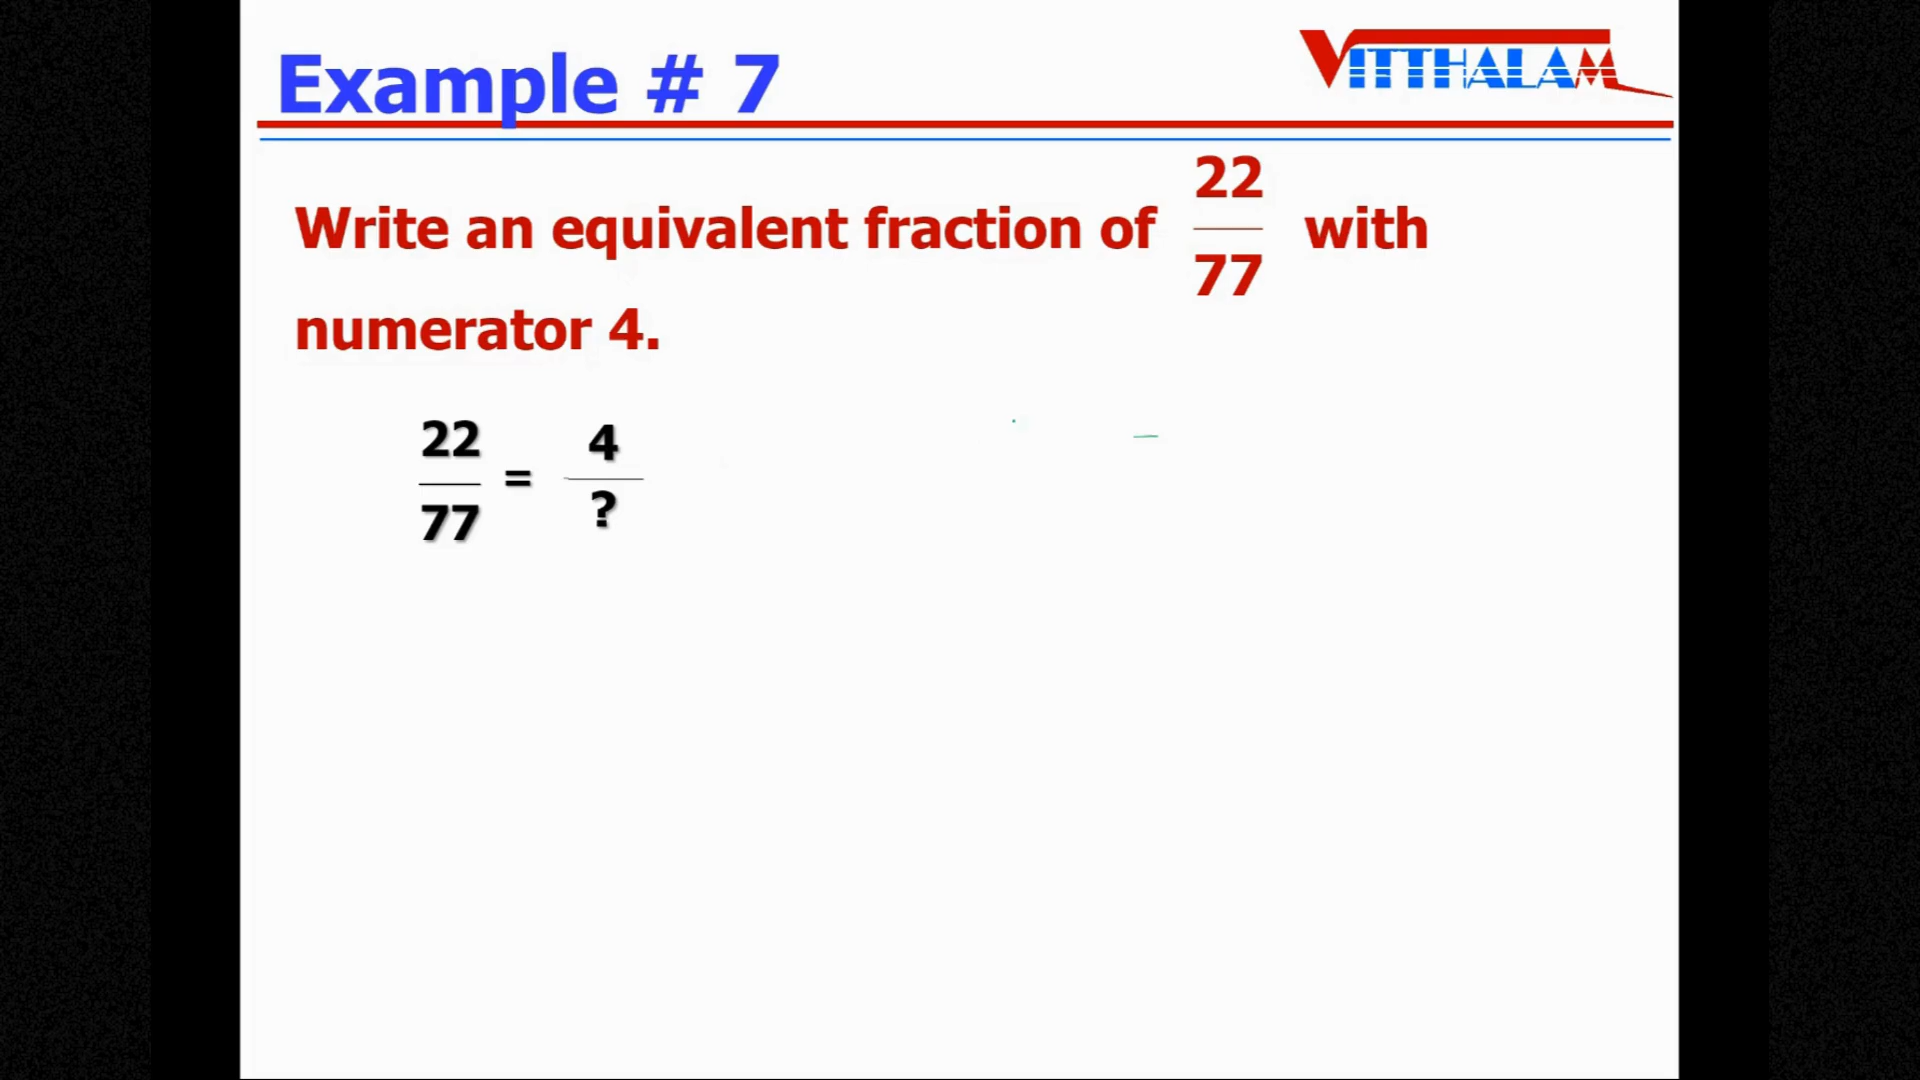 Example # 7
VITTHALAM
Write an equivalent fraction of 22/77 with
numerator 4.
22/77 = 4/?